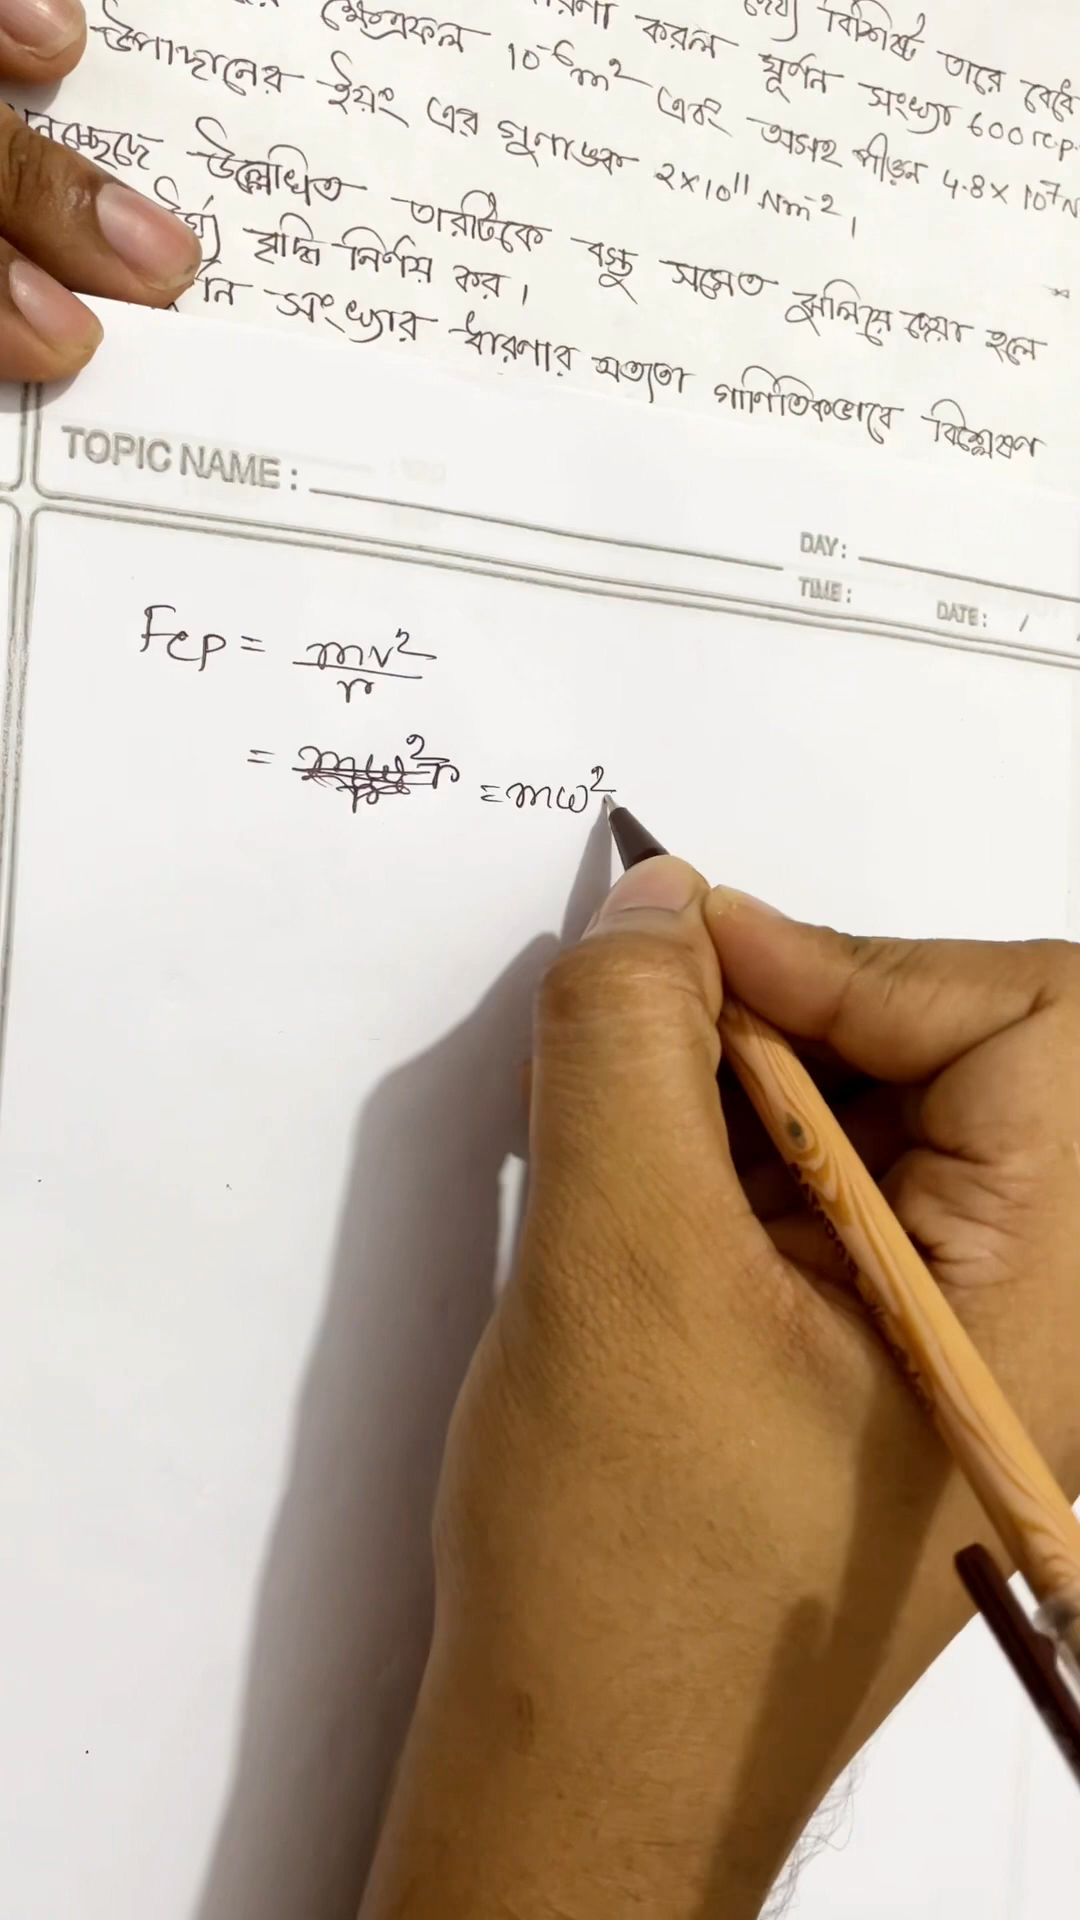 বিশিষ্ট তারে বেধে
করল ঘূর্ণন সংখ্যা 600 rcp
ক্ষেত্রফল 10⁻⁶m² এবং অসহ পীড়ন 4.8×10⁷N
উপাদানের ইয়ং এর গুণাঙ্ক 2×10¹¹ Nm⁻²।
উল্লেখিত তারটিকে বস্তু সমেত ঝুলিয়ে দেয়া হলে
বৃদ্ধি নির্ণয় কর।
সংখ্যার ধারণার সত্যতা গাণিতিকভাবে বিশ্লেষণ
TOPIC NAME :
DAY :
TIME :
DATE : /
Fcp = mv²/r
= = mω²